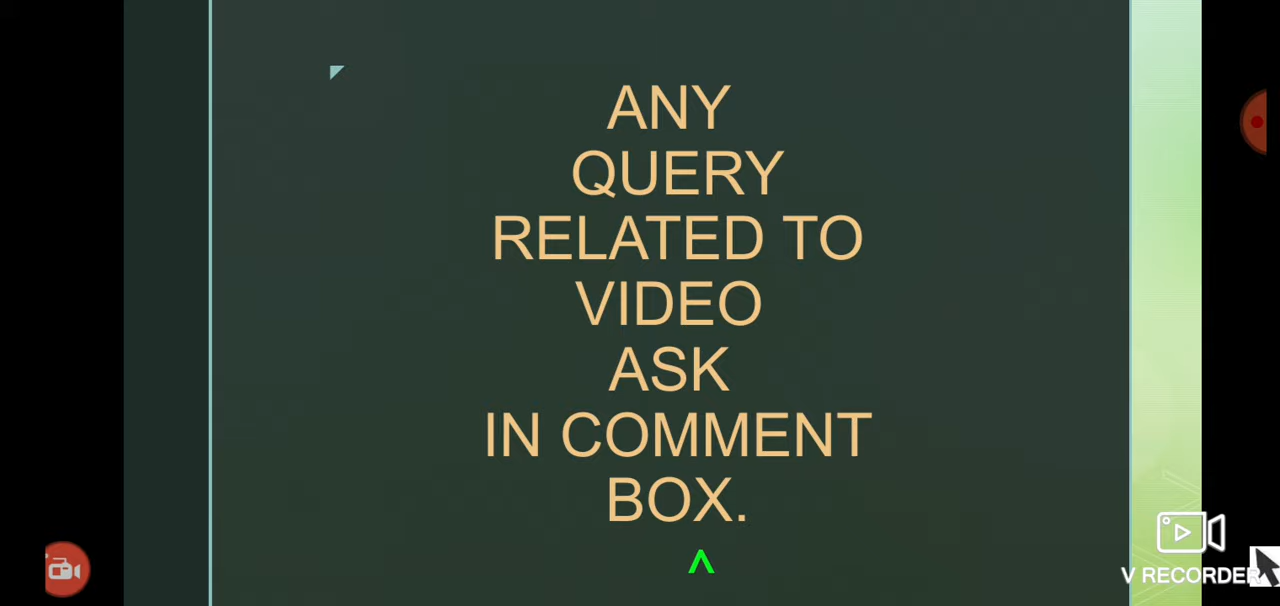 ANY
QUERY
RELATED TO
VIDEO
ASK
IN COMMENT
BOX.
^
V RECORDER